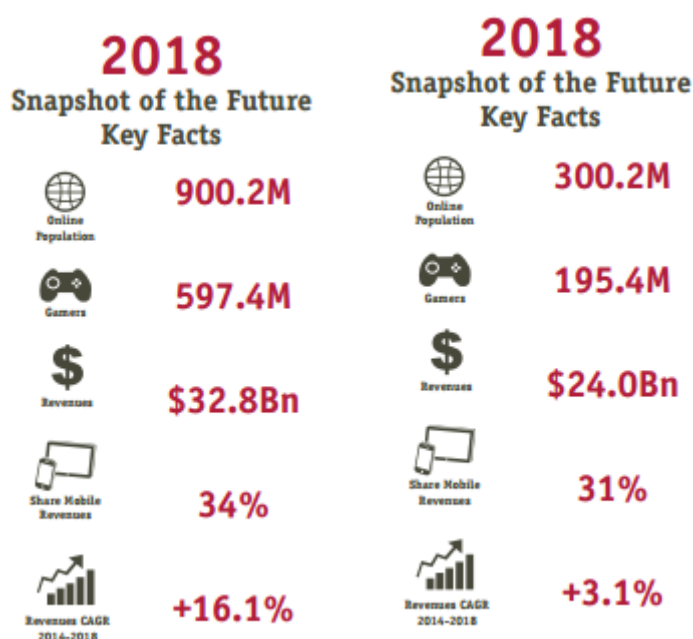 2018
Snapshot of the Future
Key Facts
Online
Population
900.2M
Gamers
597.4M
Revenues
$32.8Bn
Share Mobile
Revenues
34%
Revenues CAGR
2014-2018
+16.1%
2018
Snapshot of the Future
Key Facts
Online
Population
300.2M
Gamers
195.4M
Revenues
$24.0Bn
Share Mobile
Revenues
31%
Revenues CAGR
2014-2018
+3.1%